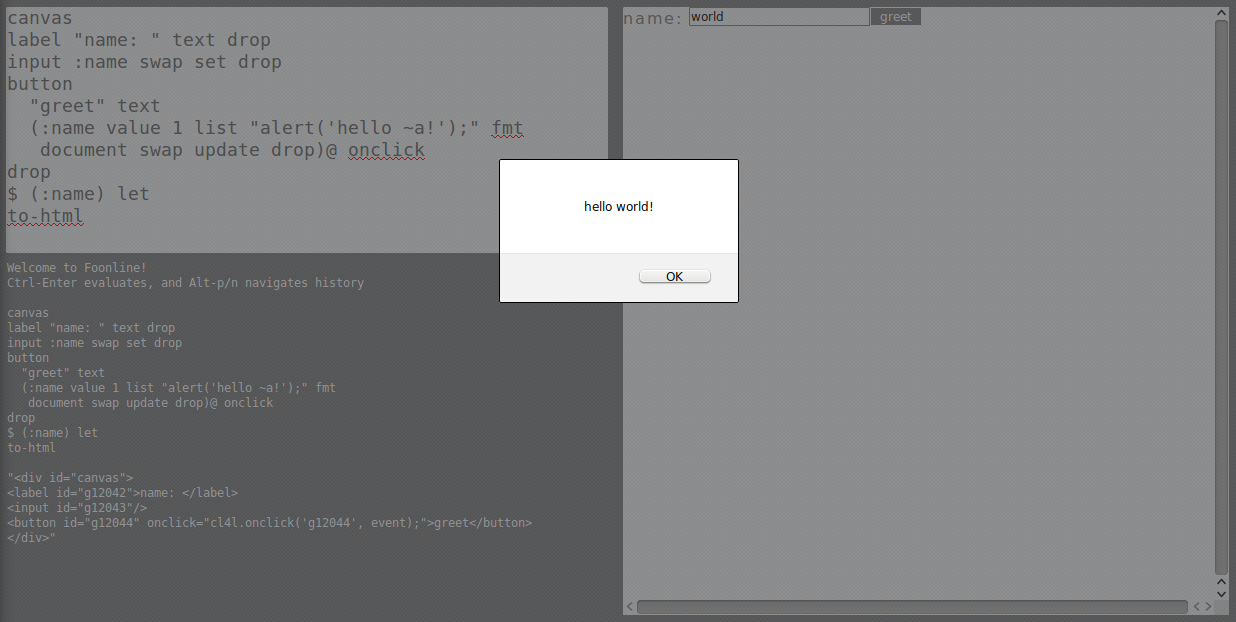 canvas
label "name: " text drop
input :name swap set drop
button
  "greet" text
  (:name value 1 list "alert('hello ~a!');" fmt
   document swap update drop)@ onclick
drop
$ (:name) let
to-html
Welcome to Foonline!
Ctrl-Enter evaluates, and Alt-p/n navigates history
canvas
label "name: " text drop
input :name swap set drop
button
  "greet" text
  (:name value 1 list "alert('hello ~a!');" fmt
   document swap update drop)@ onclick
drop
$ (:name) let
to-html
"<div id="canvas">
<label id="g12042">name: </label>
<input id="g12043"/>
<button id="g12044" onclick="cl4l.onclick('g12044', event);">greet</button>
</div>"
name: world greet
hello world!
OK